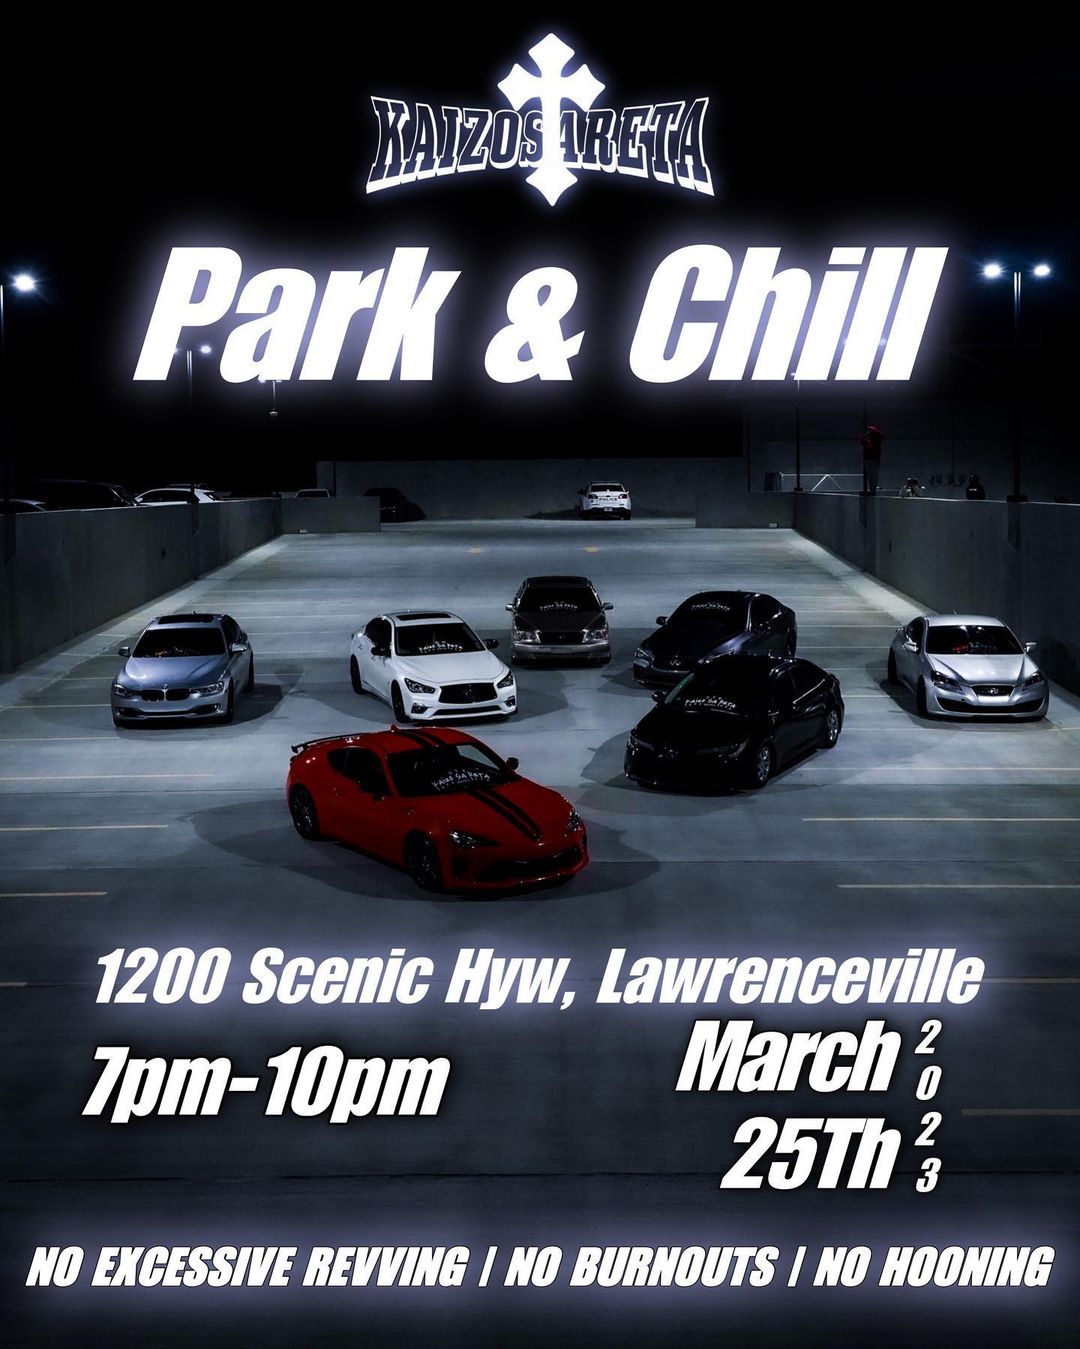 KAIZOSARETA
Park & Chill
POLICE
1200 Scenic Hyw, Lawrenceville
7pm-10pm
March 25Th
2023
NO EXCESSIVE REVVING / NO BURNOUTS / NO HOONING